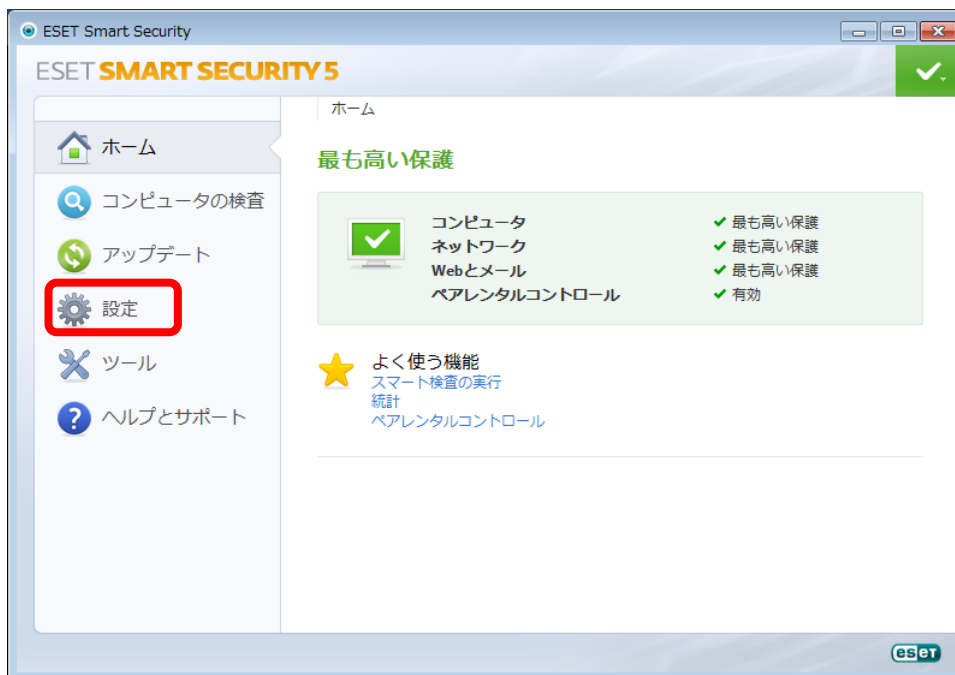 ESET Smart Security
ESET SMART SECURITY 5
ホーム
コンピュータの検査
アップデート
設定
ツール
ヘルプとサポート
ホーム
最も高い保護
コンピュータ ✔ 最も高い保護
ネットワーク ✔ 最も高い保護
Webとメール ✔ 最も高い保護
ペアレンタルコントロール ✔ 有効
よく使う機能
スマート検査の実行
統計
ペアレンタルコントロール
eset